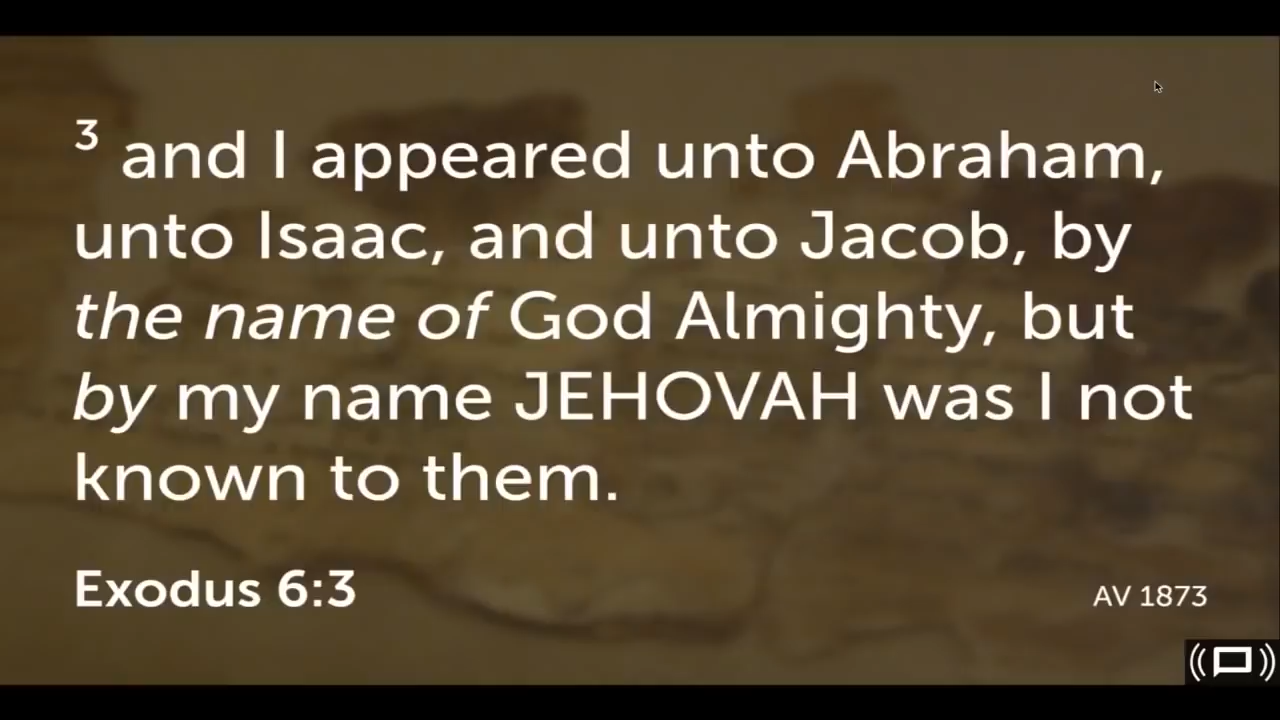 3 and I appeared unto Abraham,
unto Isaac, and unto Jacob, by
the name of God Almighty, but
by my name JEHOVAH was I not
known to them.
Exodus 6:3
AV 1873